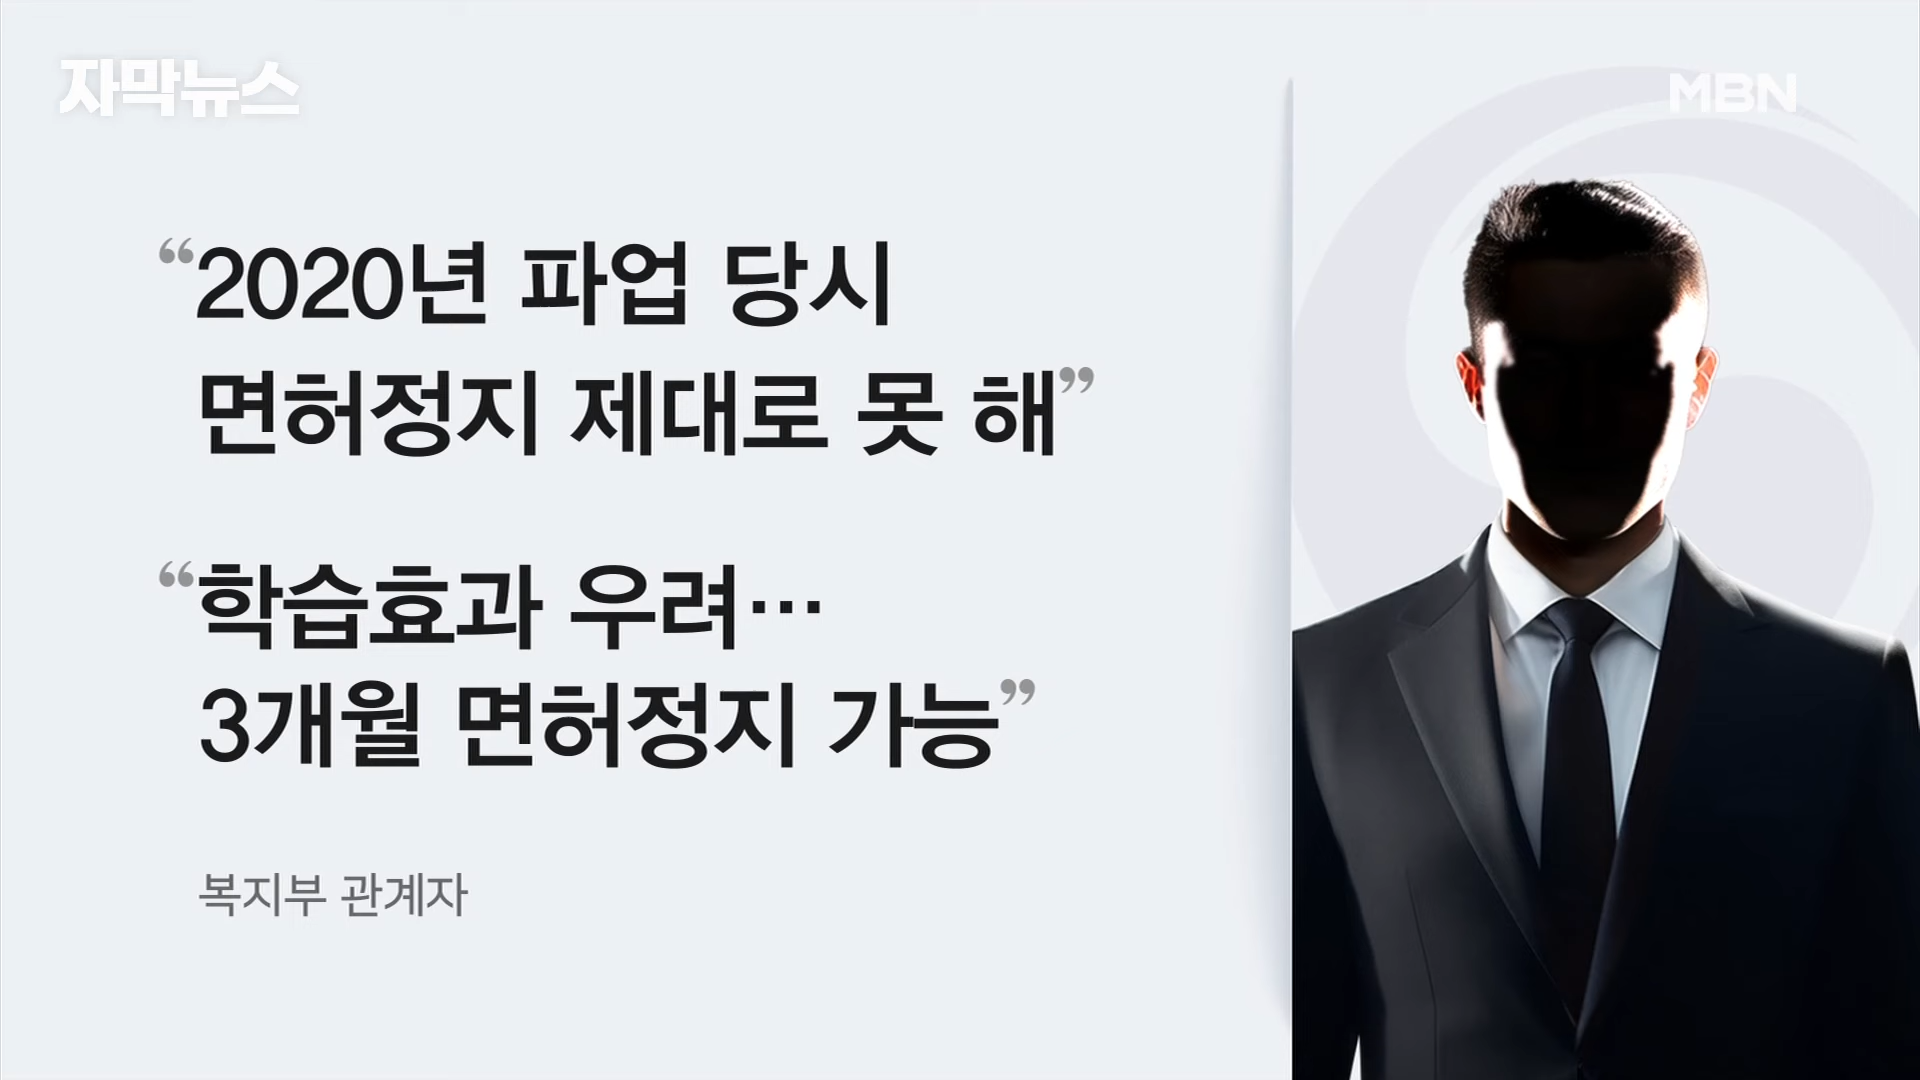 자막뉴스
MBN
“2020년 파업 당시
면허정지 제대로 못 해”
“학습효과 우려…
3개월 면허정지 가능”
복지부 관계자